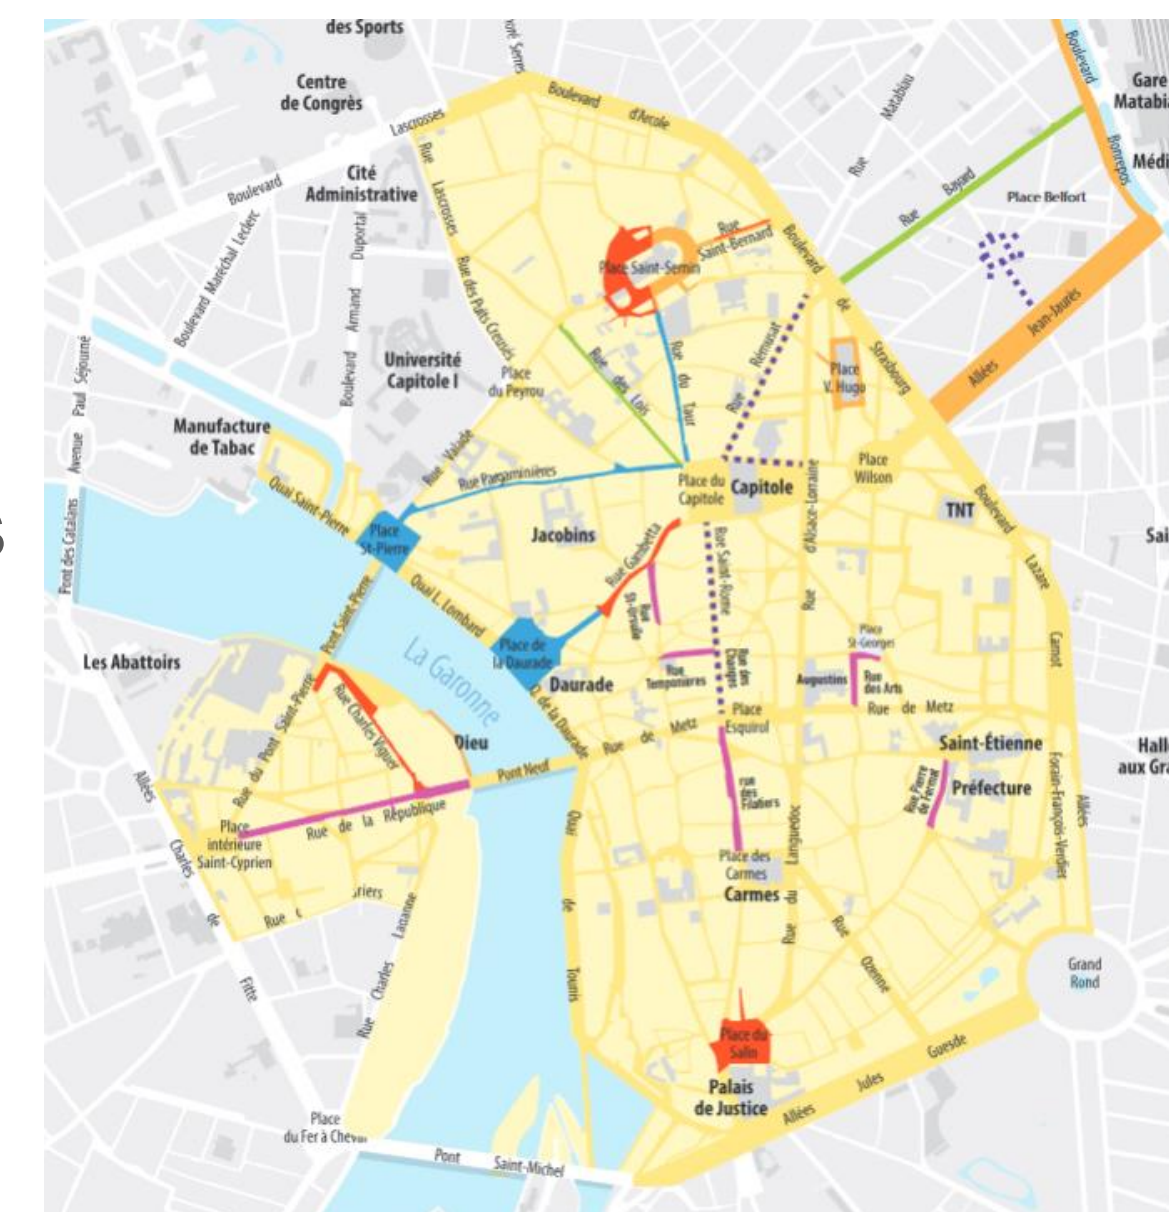 des Sports
Centre
de Congrès
Lascrosses
Boulevard
d'Arcole
Boulevard
Gare
Matabia
Bonrepos
Médi
Matabiau
Rue
Rue Bayard
Place Belfort
Cité
Administrative
Rue
Lascrosses
Boulevard
Boulevard Maréchal Leclerc
Boulevard Armand Duportal
Rue
Saint-Bernard
Place Saint-Sernin
Boulevard
de
Strasbourg
Rue des Puits Creusés
Jean-Jaurès
Allées
Avenue Paul Séjourné
Université
Capitole I
Place
du Peyrou
Rue des Lois
Rue du Taur
Rue Rémusat
Place
V. Hugo
Manufacture
de Tabac
Rue Valade
Rue Pargaminières
Place du
Capitole
Capitole
Place
Wilson
Quai Saint-Pierre
Place
St-Pierre
Jacobins
d'Alsace-Lorraine
Rue
TNT
Boulevard
Lazare
Carnot
Sai
Pont des Catalans
Rue Gambetta
Rue Saint-Rome
Quai L. Lombard
Rue
St-Ursule
Pont Saint-Pierre
Place de
la Daurade
Daurade
La Garonne
Les Abattoirs
Rue
Temponieres
Rue des
Changes
Place
St-Georges
Augustins
Rue
des Arts
Rue de Metz
Rue du Pont Saint-Pierre
Rue Charles Viguer
Q. de la Daurade
Dieu
Pont Neuf
Rue de Metz
Place
Esquirol
Saint-Étienne
Préfecture
Rue Pierre
de Fermat
Hall
aux Gra
Allées
Charles
de
Fitte
Place
intérieure
Saint-Cyprien
Rue de la République
rue
des
Filatiers
Place des
Carmes
Carmes
Languedoc
du
Rue
Allées
Forain-François-Verdier
Rue
Rue Charles Laganne
Quai
de
Tounis
Rue
Ozenne
Grand
Rond
Place du
Salin
Palais
de Justice
Allées
Jules
Guesde
Place
Pont
Saint-Michel